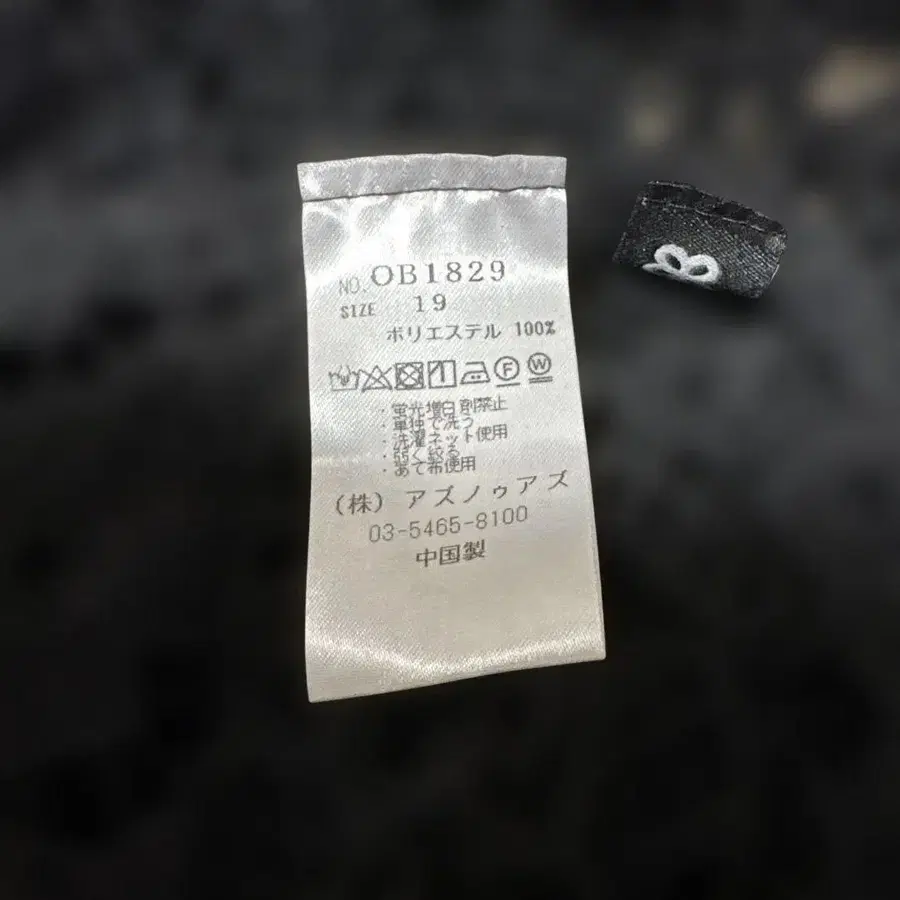 NO. OB1829
SIZE 19
ポリエステル 100%
F W
・蛍光増白剤禁止
・単独で洗う
・洗濯ネット使用
・弱く絞る
・あて布使用
(株) アズノゥアズ
03-5465-8100
中国製